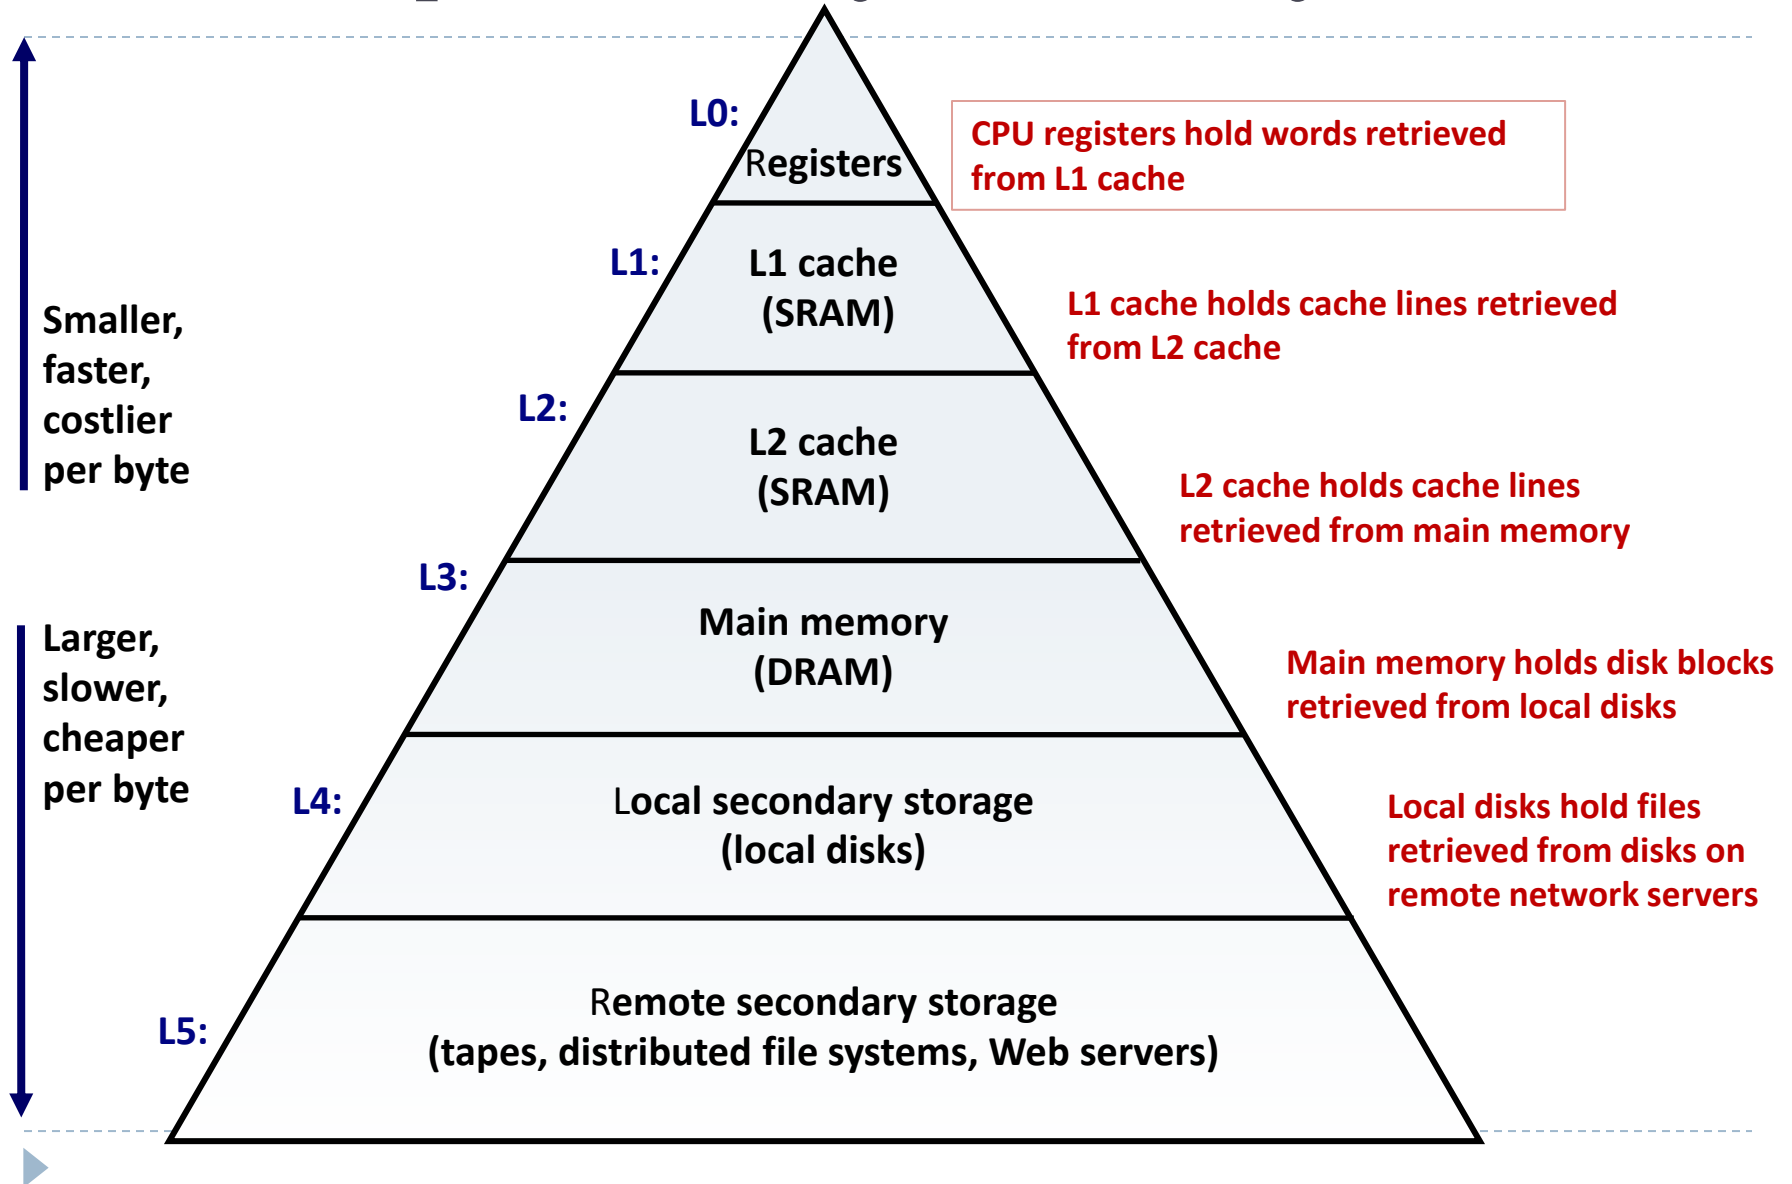 L0:
Registers
CPU registers hold words retrieved
from L1 cache
L1:
L1 cache
(SRAM)
L1 cache holds cache lines retrieved
from L2 cache
Smaller,
faster,
costlier
per byte
L2:
L2 cache
(SRAM)
L2 cache holds cache lines
retrieved from main memory
L3:
Main memory
(DRAM)
Main memory holds disk blocks
retrieved from local disks
Larger,
slower,
cheaper
per byte
L4:
Local secondary storage
(local disks)
Local disks hold files
retrieved from disks on
remote network servers
L5:
Remote secondary storage
(tapes, distributed file systems, Web servers)